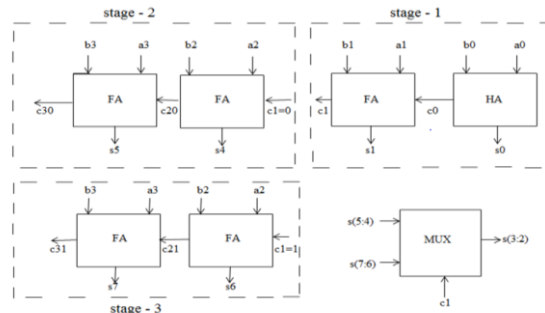 stage - 2
stage - 1
b3 a3 b2 a2
b1 a1 b0 a0
FA FA
FA HA
c30 c20 c1=0
c1 c0
s5 s4
s1 s0
b3 a3 b2 a2
FA FA
c31 c21 c1=1
s7 s6
s(5:4)
MUX
s(3:2)
s(7:6)
c1
stage - 3